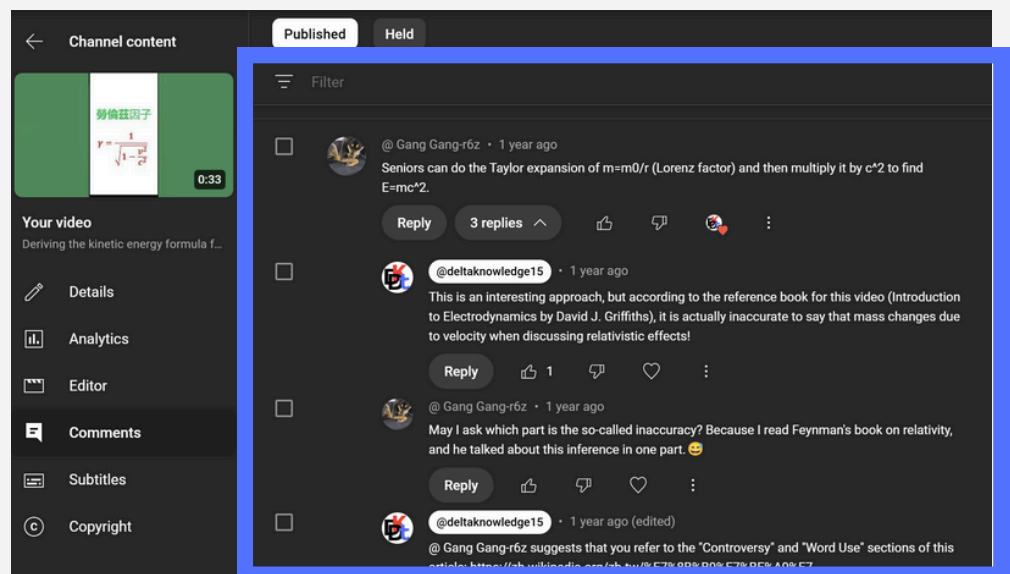 Channel content
Published
Held
Filter
勞倫茲因子
γ = 1 / √(1 - v²/c²)
0:33
Your video
Deriving the kinetic energy formula f...
Details
Analytics
Editor
Comments
Subtitles
Copyright
@ Gang Gang-r6z • 1 year ago
Seniors can do the Taylor expansion of m=m0/r (Lorenz factor) and then multiply it by c^2 to find
E=mc^2.
Reply
3 replies
@deltaknowledge15 • 1 year ago
This is an interesting approach, but according to the reference book for this video (Introduction
to Electrodynamics by David J. Griffiths), it is actually inaccurate to say that mass changes due
to velocity when discussing relativistic effects!
Reply
1
@ Gang Gang-r6z • 1 year ago
May I ask which part is the so-called inaccuracy? Because I read Feynman's book on relativity,
and he talked about this inference in one part. 😅
Reply
@deltaknowledge15 • 1 year ago (edited)
@ Gang Gang-r6z suggests that you refer to the "Controversy" and "Word Use" sections of this